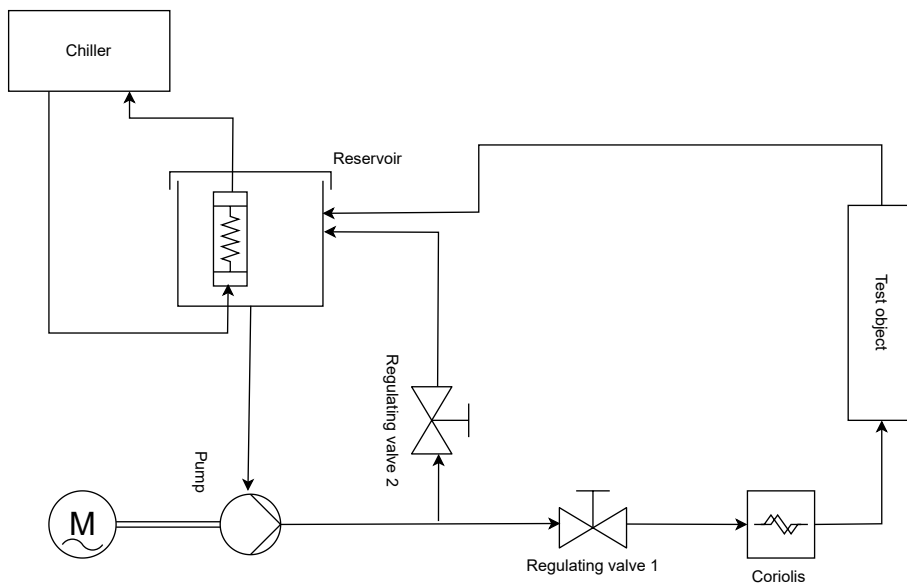 Chiller
Reservoir
Test object
Regulating valve 2
Pump
M
Regulating valve 1
Coriolis